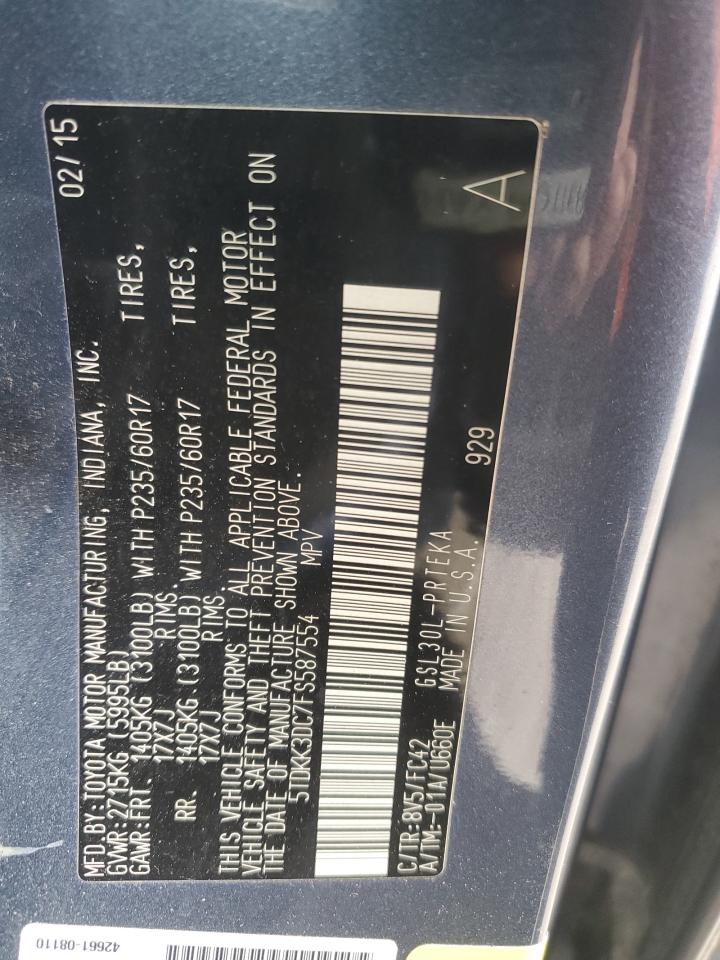 MFD. BY: TOYOTA MOTOR MANUFACTURING, INDIANA, INC. 02/15
GVWR: 2715KG (5995LB)
GAWR: FRT. 1405KG (3100LB) WITH P235/60R17 TIRES,
17X7J RIMS.
RR. 1405KG (3100LB) WITH P235/60R17 TIRES,
17X7J RIMS.
THIS VEHICLE CONFORMS TO ALL APPLICABLE FEDERAL MOTOR
VEHICLE SAFETY AND THEFT PREVENTION STANDARDS IN EFFECT ON
THE DATE OF MANUFACTURE SHOWN ABOVE.
5TDKK3DC7FS587554 MPV
C/TR: 8V5/FC42 GSL30L-PRTEKA 929
A/TM: -01A/U660E MADE IN U.S.A.
A
42661-08110